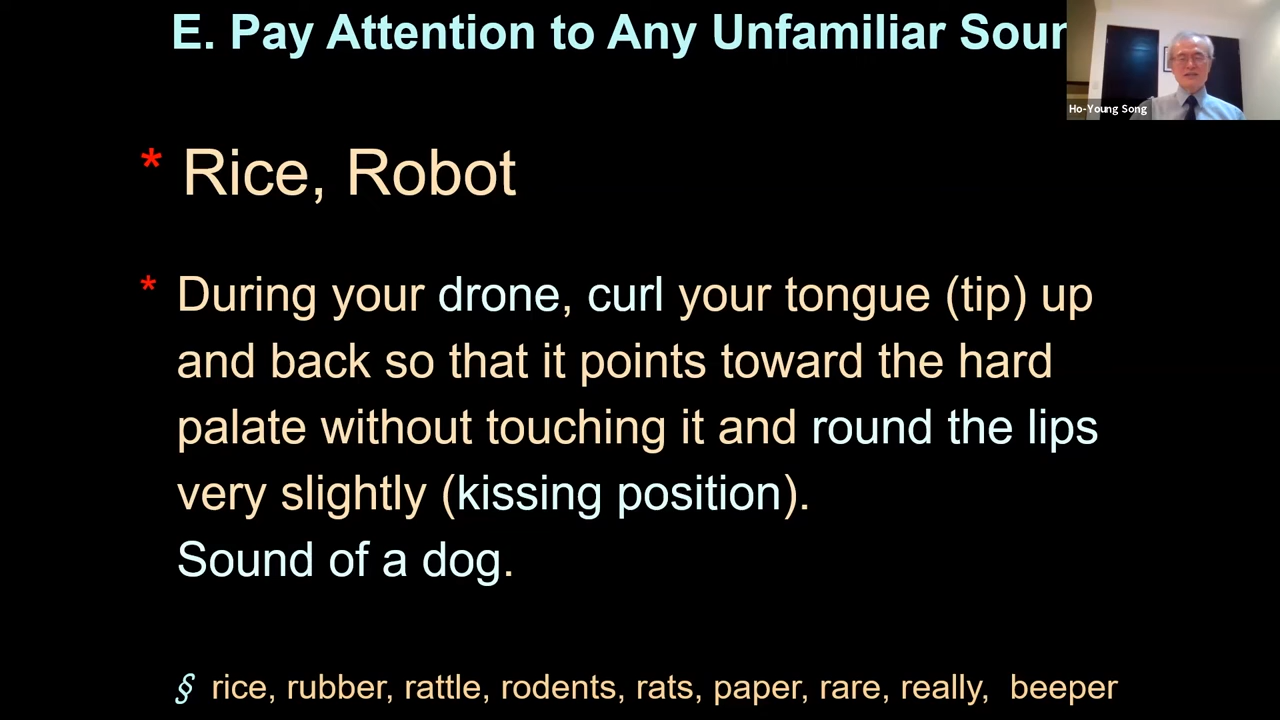 E. Pay Attention to Any Unfamiliar
Ho-Young Song
* Rice, Robot
* During your drone, curl your tongue (tip) up
and back so that it points toward the hard
palate without touching it and round the lips
very slightly (kissing position).
Sound of a dog.
§ rice, rubber, rattle, rodents, rats, paper, rare, really, beeper